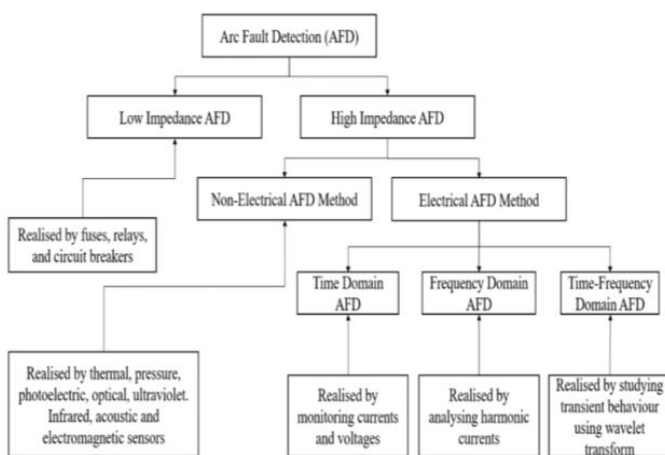 Arc Fault Detection (AFD)
Low Impedance AFD
High Impedance AFD
Non-Electrical AFD Method
Electrical AFD Method
Realised by fuses, relays,
and circuit breakers
Time Domain
AFD
Frequency Domain
AFD
Time-Frequency
Domain AFD
Realised by thermal, pressure,
photoelectric, optical, ultraviolet.
Infrared, acoustic and
electromagnetic sensors
Realised by
monitoring currents
and voltages
Realised by
analysing harmonic
currents
Realised by studying
transient behaviour
using wavelet
transform